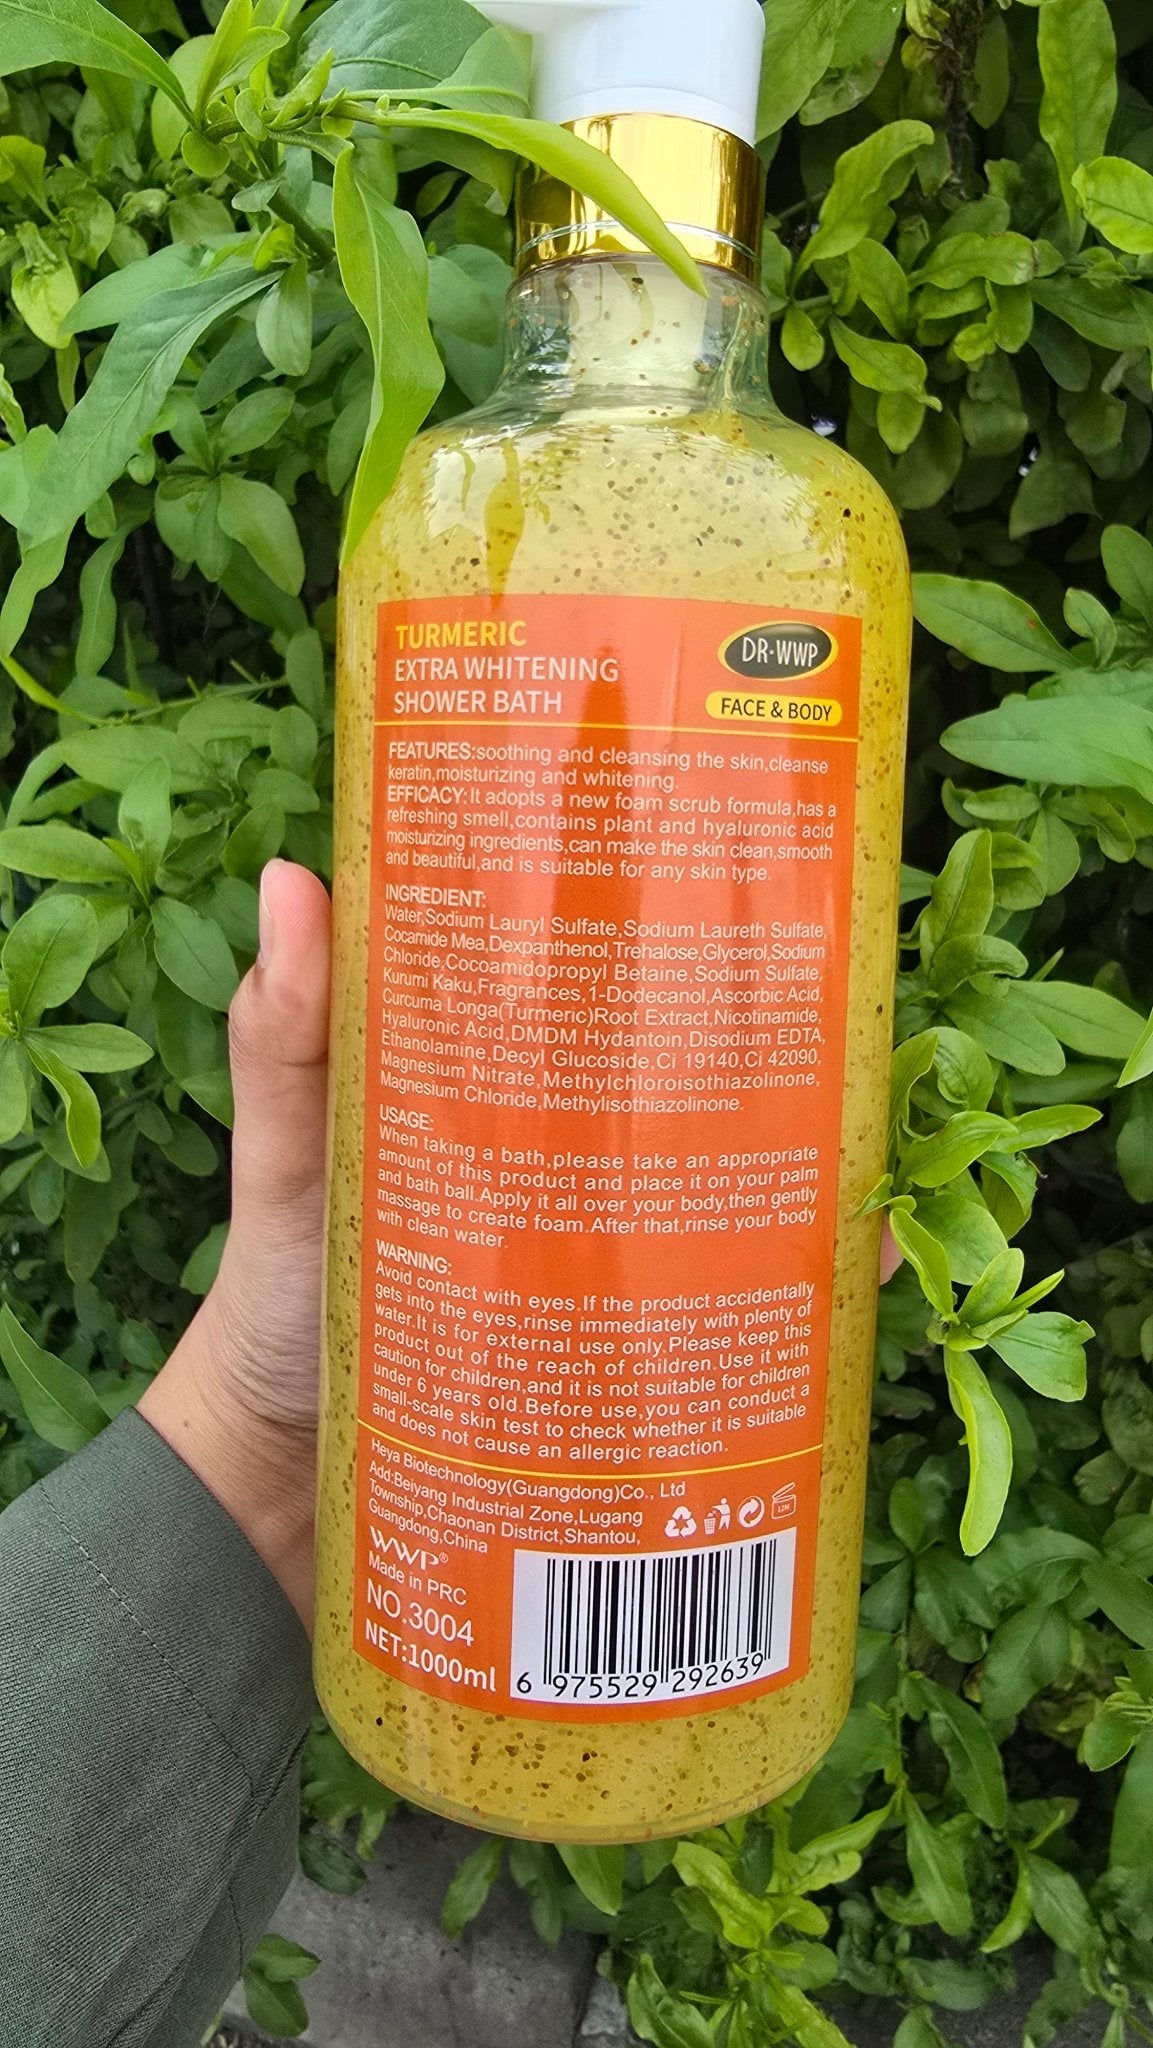 TURMERIC
EXTRA WHITENING
SHOWER BATH
DR·WWP
FACE & BODY
FEATURES:soothing and cleansing the skin,cleanse
keratin,moisturizing and whitening.
EFFICACY:It adopts a new foam scrub formula,has a
refreshing smell,contains plant and hyaluronic acid
moisturizing ingredients,can make the skin clean,smooth
and beautiful,and is suitable for any skin type.
INGREDIENT:
Water,Sodium Lauryl Sulfate,Sodium Laureth Sulfate,
Cocamide Mea,Dexpanthenol,Trehalose,Glycerol,Sodium
Chloride,Cocoamidopropyl Betaine,Sodium Sulfate,
Kurumi Kaku,Fragrances,1-Dodecanol,Ascorbic Acid,
Curcuma Longa(Turmeric)Root Extract,Nicotinamide,
Hyaluronic Acid,DMDM Hydantoin,Disodium EDTA,
Ethanolamine,Decyl Glucoside,Ci 19140,Ci 42090,
Magnesium Nitrate,Methylchloroisothiazolinone,
Magnesium Chloride,Methylisothiazolinone.
USAGE:
When taking a bath,please take an appropriate
amount of this product and place it on your palm
and bath ball.Apply it all over your body,then gently
massage to create foam.After that,rinse your body
with clean water.
WARNING:
Avoid contact with eyes.If the product accidentally
gets into the eyes,rinse immediately with plenty of
water.It is for external use only.Please keep this
product out of the reach of children.Use it with
caution for children,and it is not suitable for children
under 6 years old.Before use,you can conduct a
small-scale skin test to check whether it is suitable
and does not cause an allergic reaction.
Heya Biotechnology(Guangdong)Co., Ltd
Add:Beiyang Industrial Zone,Lugang
Township,Chaonan District,Shantou,
Guangdong,China
12M
WWP®
Made in PRC
NO.3004
NET:1000ml
6 975529 292639